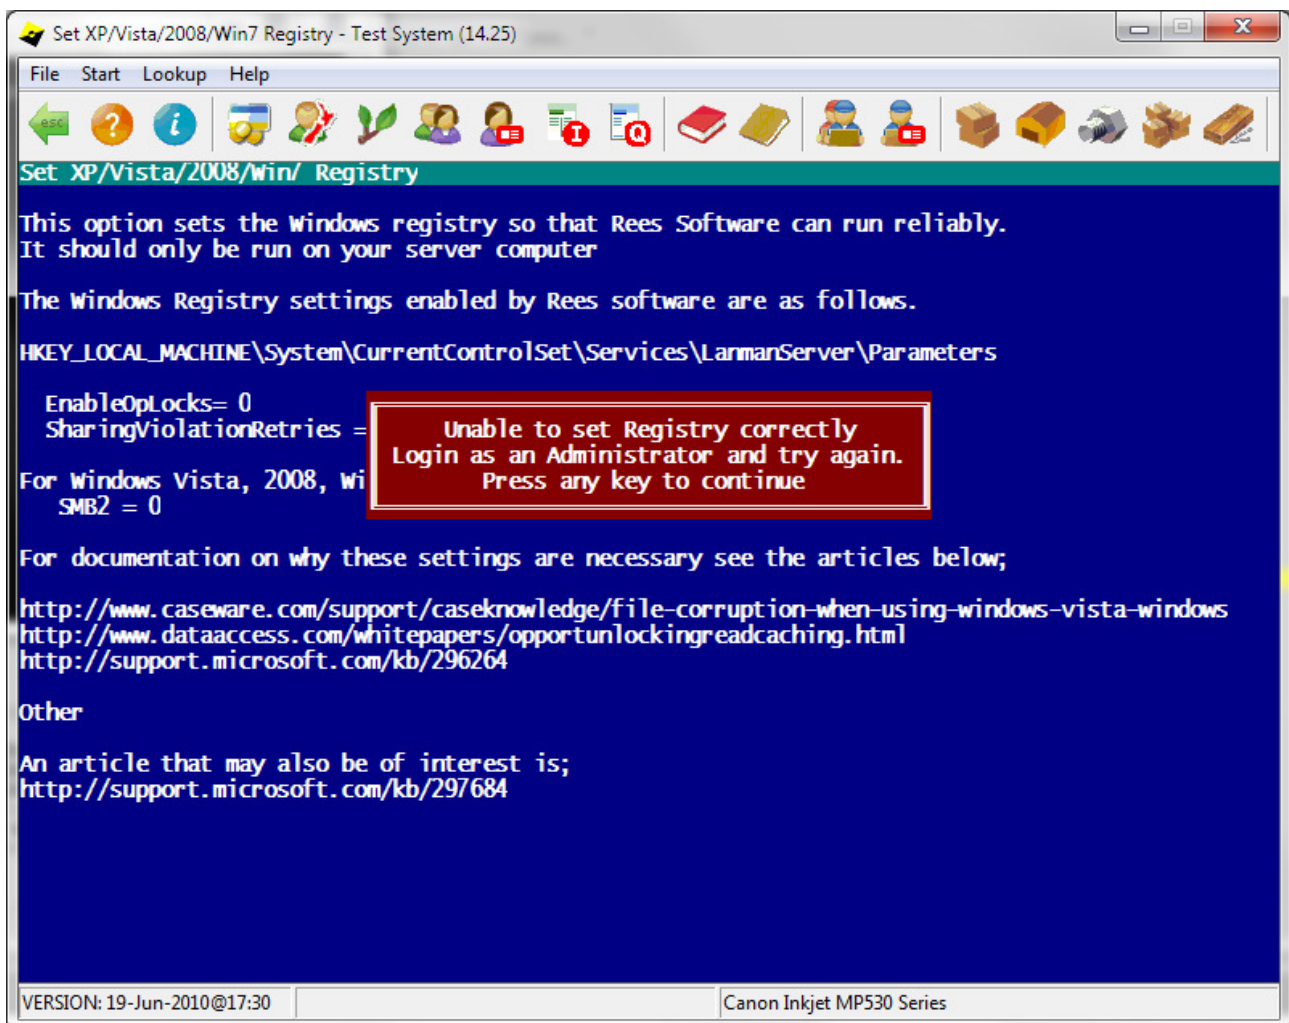 Set XP/Vista/2008/Win7 Registry - Test System (14.25)
File Start Lookup Help
esc
Set XP/Vista/2008/Win/ Registry
This option sets the Windows registry so that Rees Software can run reliably.
It should only be run on your server computer
The Windows Registry settings enabled by Rees software are as follows.
HKEY_LOCAL_MACHINE\System\CurrentControlSet\Services\LanmanServer\Parameters
EnableOpLocks= 0
SharingViolationRetries =
For Windows Vista, 2008, Wi
SMB2 = 0
Unable to set Registry correctly
Login as an Administrator and try again.
Press any key to continue
For documentation on why these settings are necessary see the articles below;
http://www.caseware.com/support/caseknowledge/file-corruption-when-using-windows-vista-windows
http://www.dataaccess.com/whitepapers/opportunlockingreadcaching.html
http://support.microsoft.com/kb/296264
Other
An article that may also be of interest is;
http://support.microsoft.com/kb/297684
VERSION: 19-Jun-2010@17:30
Canon Inkjet MP530 Series